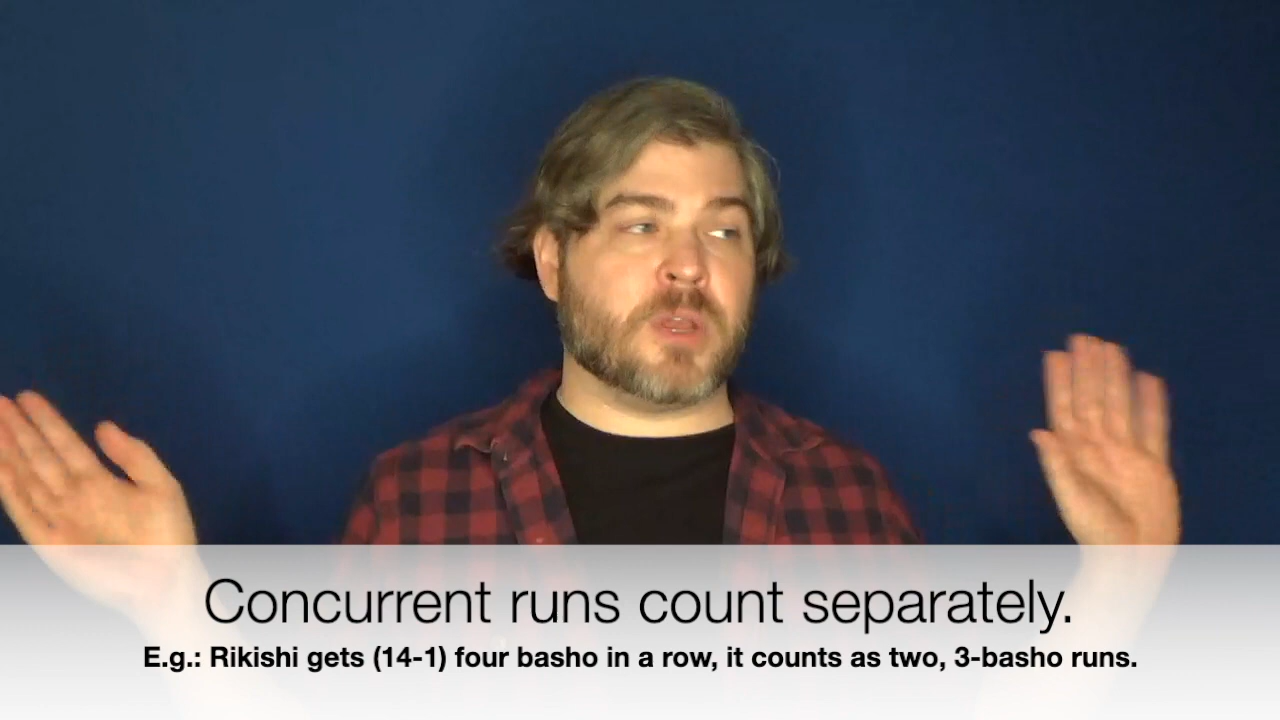 Concurrent runs count separately.
E.g.: Rikishi gets (14-1) four basho in a row, it counts as two, 3-basho runs.